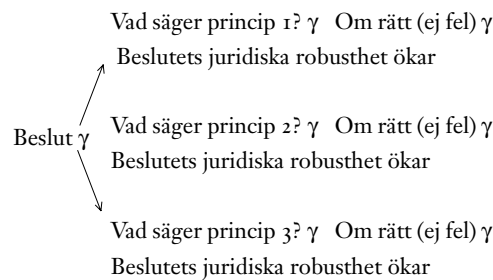 Vad säger princip 1? γ Om rätt (ej fel) γ
Beslutets juridiska robusthet ökar
Beslut γ
Vad säger princip 2? γ Om rätt (ej fel) γ
Beslutets juridiska robusthet ökar
Vad säger princip 3? γ Om rätt (ej fel) γ
Beslutets juridiska robusthet ökar